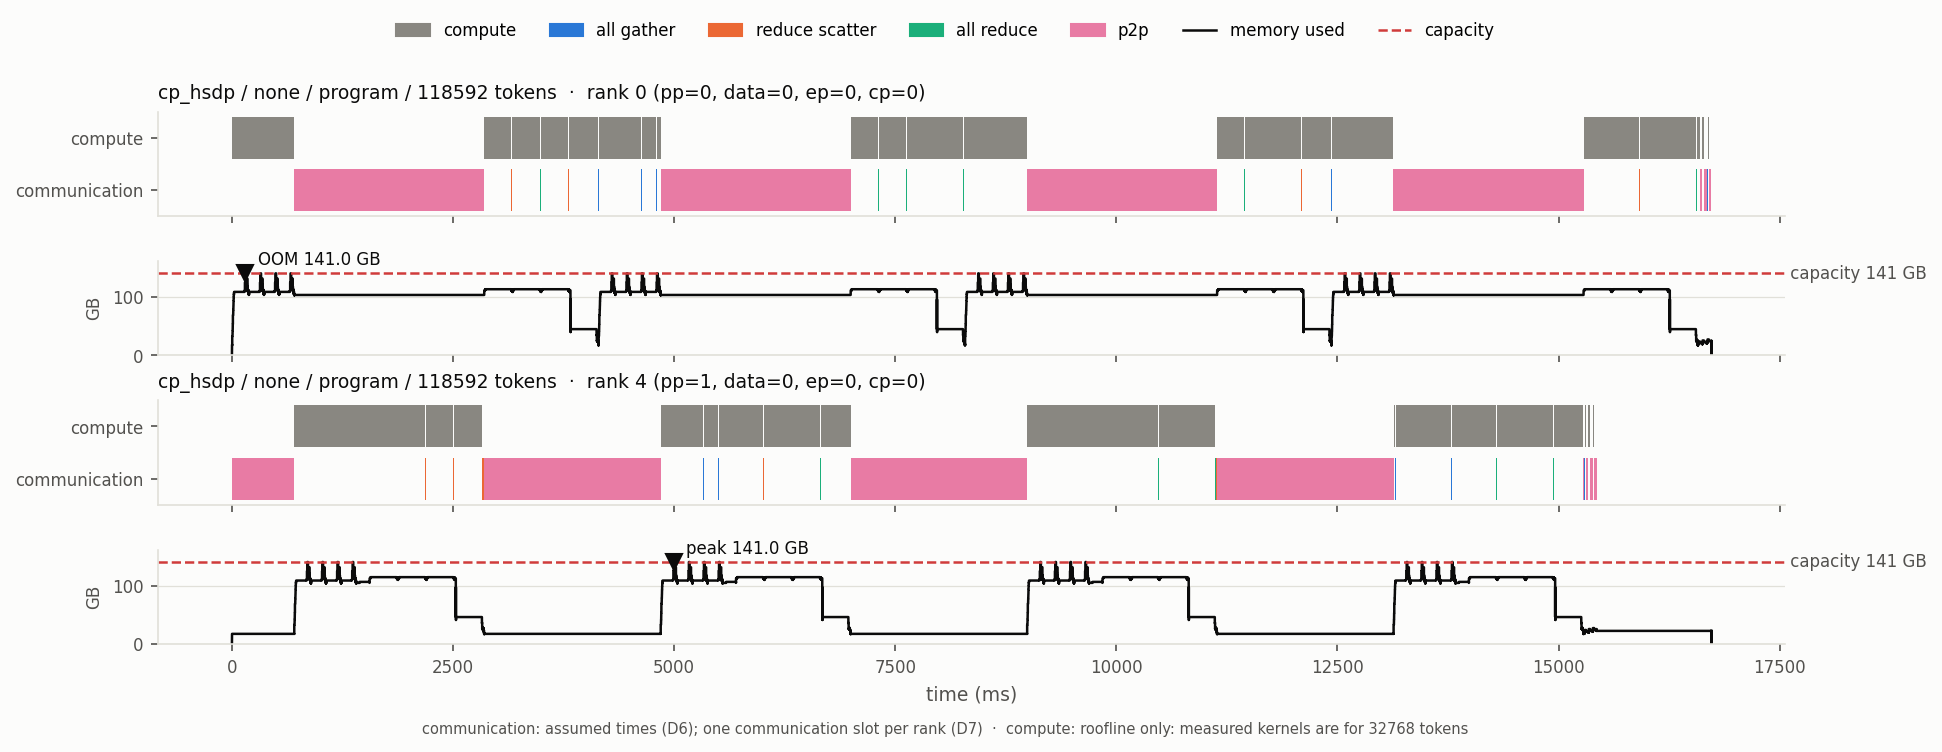 compute all gather reduce scatter all reduce p2p memory used capacity
cp_hsdp / none / program / 118592 tokens · rank 0 (pp=0, data=0, ep=0, cp=0)
compute
communication
OOM 141.0 GB
capacity 141 GB
GB
100
0
cp_hsdp / none / program / 118592 tokens · rank 4 (pp=1, data=0, ep=0, cp=0)
compute
communication
peak 141.0 GB
capacity 141 GB
GB
100
0
0 2500 5000 7500 10000 12500 15000 17500
time (ms)
communication: assumed times (D6); one communication slot per rank (D7) · compute: roofline only: measured kernels are for 32768 tokens